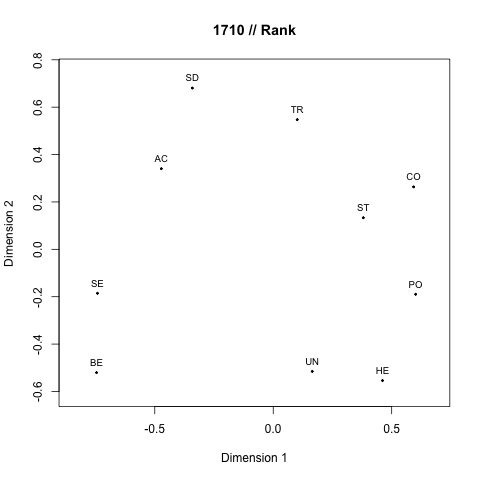 1710 // Rank
0.8
SD
0.6
TR
0.4
AC
CO
0.2
ST
Dimension 2
0.0
SE
PO
-0.2
-0.4
BE
UN
HE
-0.6
-0.5
0.0
0.5
Dimension 1